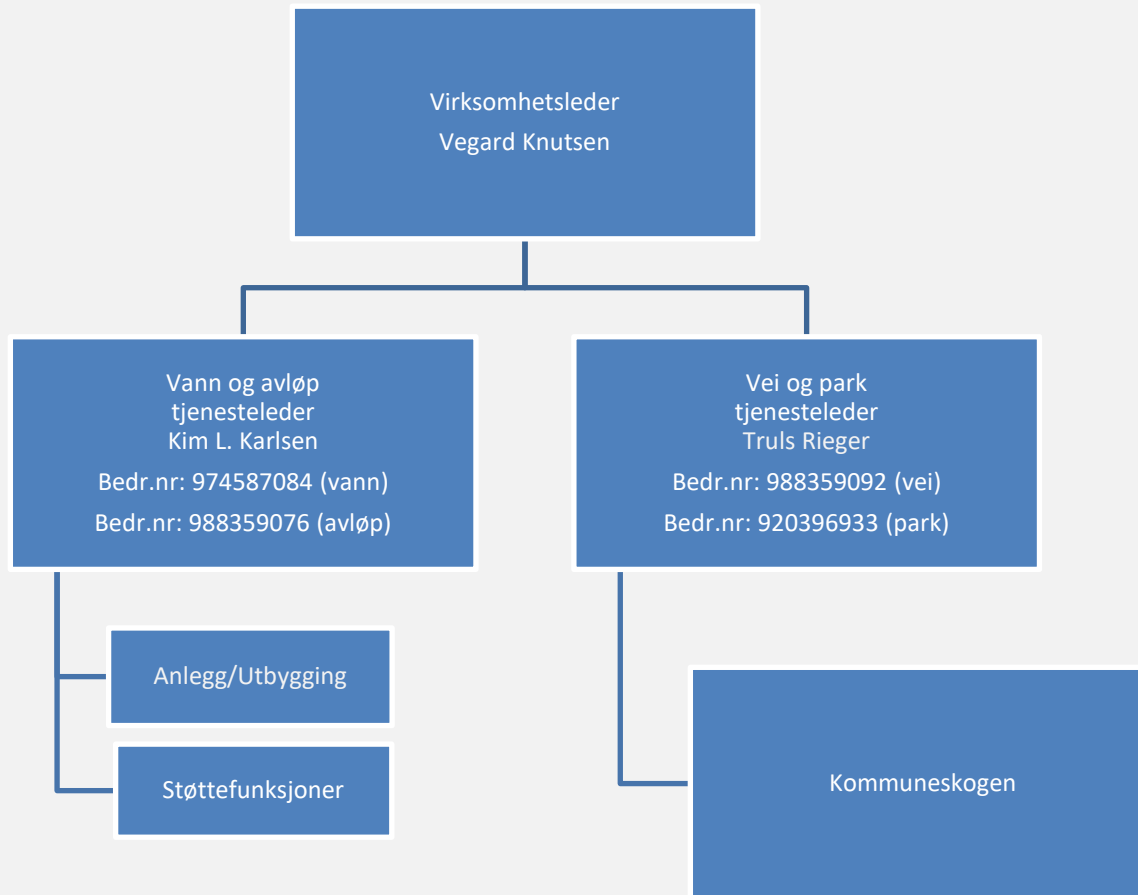 Virksomhetsleder
Vegard Knutsen
Vann og avløp
tjenesteleder
Kim L. Karlsen
Bedr.nr: 974587084 (vann)
Bedr.nr: 988359076 (avløp)
Anlegg/Utbygging
Støttefunksjoner
Vei og park
tjenesteleder
Truls Rieger
Bedr.nr: 988359092 (vei)
Bedr.nr: 920396933 (park)
Kommuneskogen